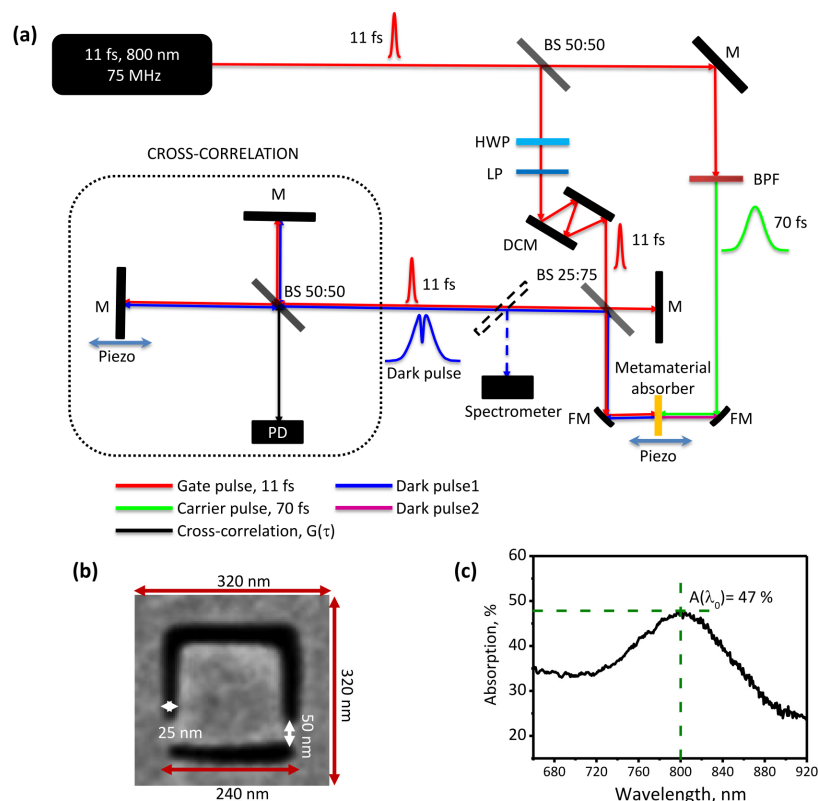 (a)
11 fs, 800 nm
75 MHz
11 fs
BS 50:50
M
HWP
LP
BPF
70 fs
DCM
11 fs
CROSS-CORRELATION
M
BS 50:50
M
Piezo
PD
11 fs
Dark pulse
BS 25:75
M
Spectrometer
Metamaterial
absorber
FM
FM
Piezo
Gate pulse, 11 fs
Dark pulse1
Carrier pulse, 70 fs
Dark pulse2
Cross-correlation, G(τ)
(b)
320 nm
320 nm
25 nm
50 nm
240 nm
(c)
Absorption, %
60
50
40
30
20
A(λ0)= 47 %
680
720
760
800
840
880
920
Wavelength, nm